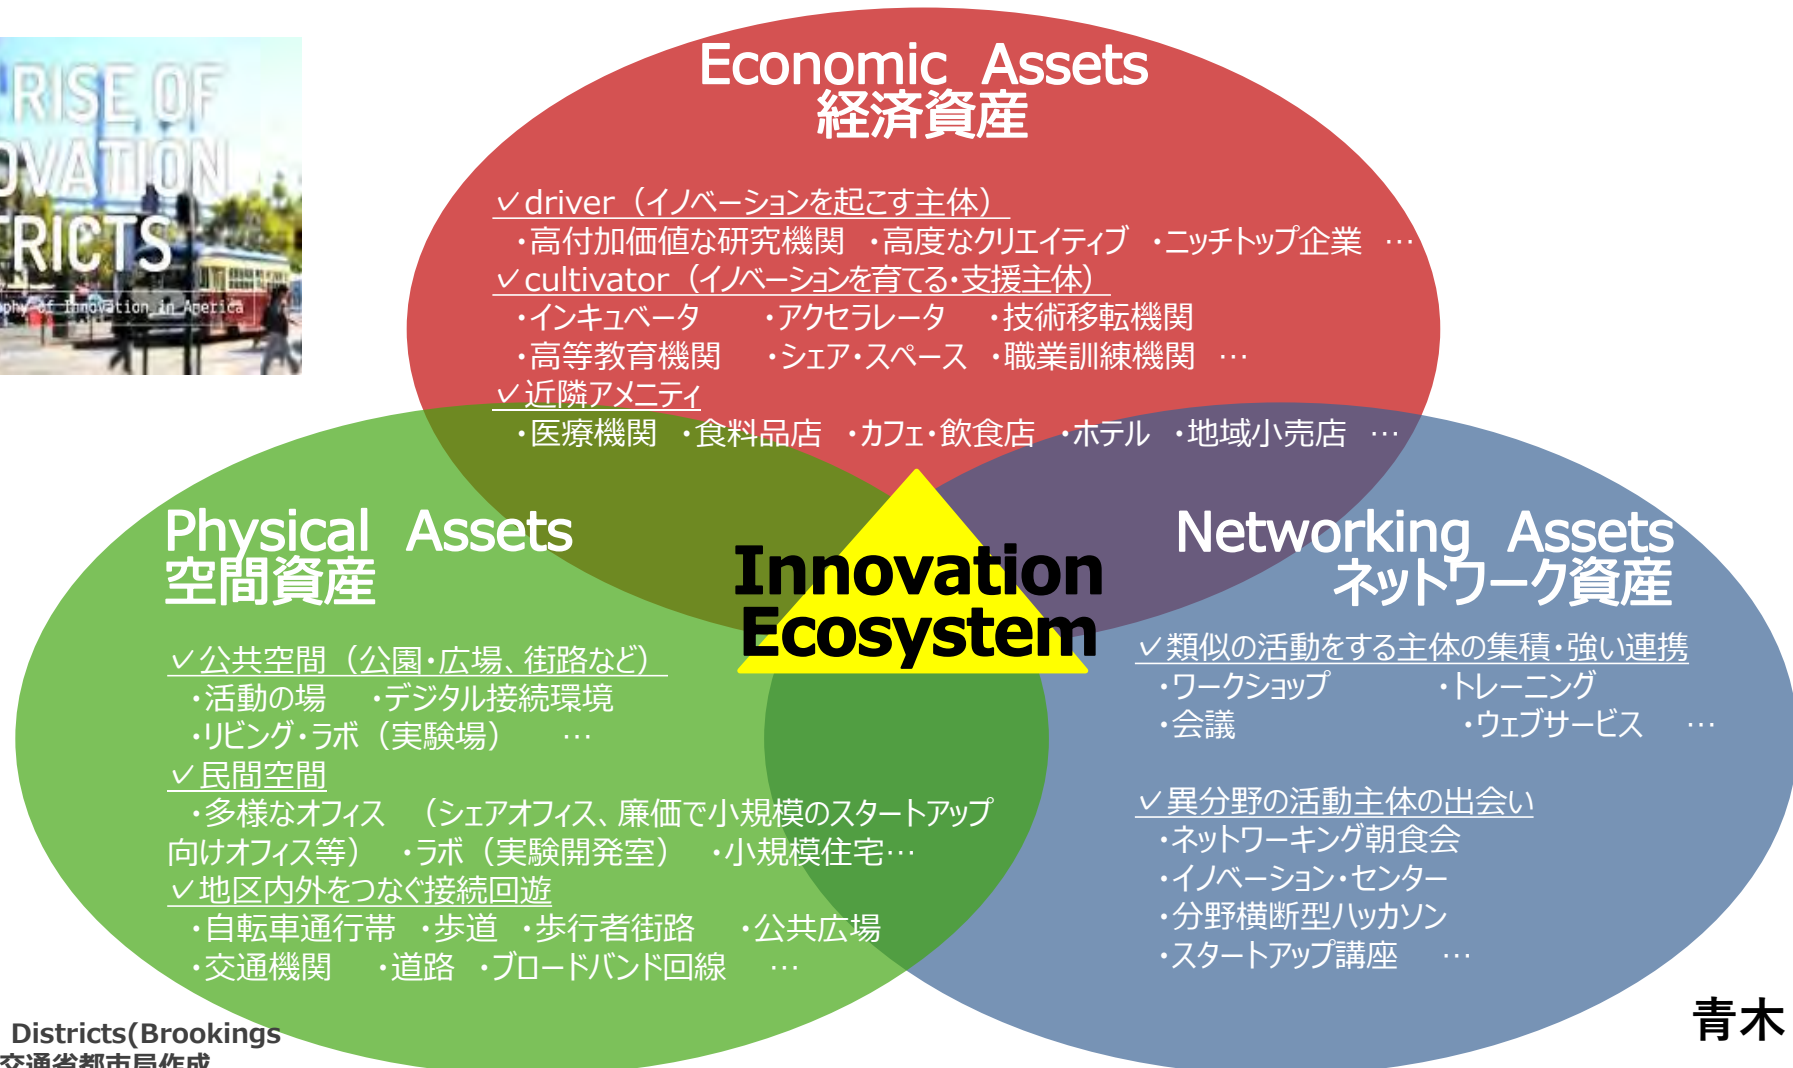 RISE OF
OVATION
TRICTS
phy of Innovation in America
Economic Assets
経済資産
✓driver（イノベーションを起こす主体）
・高付加価値な研究機関 ・高度なクリエイティブ ・ニッチトップ企業 …
✓cultivator（イノベーションを育てる・支援主体）
・インキュベータ ・アクセラレータ ・技術移転機関
・高等教育機関 ・シェア・スペース ・職業訓練機関 …
✓近隣アメニティ
・医療機関 ・食料品店 ・カフェ・飲食店 ・ホテル ・地域小売店 …
Physical Assets
空間資産
✓公共空間（公園・広場、街路など）
・活動の場 ・デジタル接続環境
・リビング・ラボ（実験場） …
✓民間空間
・多様なオフィス （シェアオフィス、廉価で小規模のスタートアップ
向けオフィス等） ・ラボ（実験開発室） ・小規模住宅…
✓地区内外をつなぐ接続回遊
・自転車通行帯 ・歩道 ・歩行者街路 ・公共広場
・交通機関 ・道路 ・ブロードバンド回線 …
Innovation
Ecosystem
Networking Assets
ネットワーク資産
✓類似の活動をする主体の集積・強い連携
・ワークショップ ・トレーニング
・会議 ・ウェブサービス …
✓異分野の活動主体の出会い
・ネットワーキング朝食会
・イノベーション・センター
・分野横断型ハッカソン
・スタートアップ講座 …
Districts(Brookings
交通省都市局作成
青木